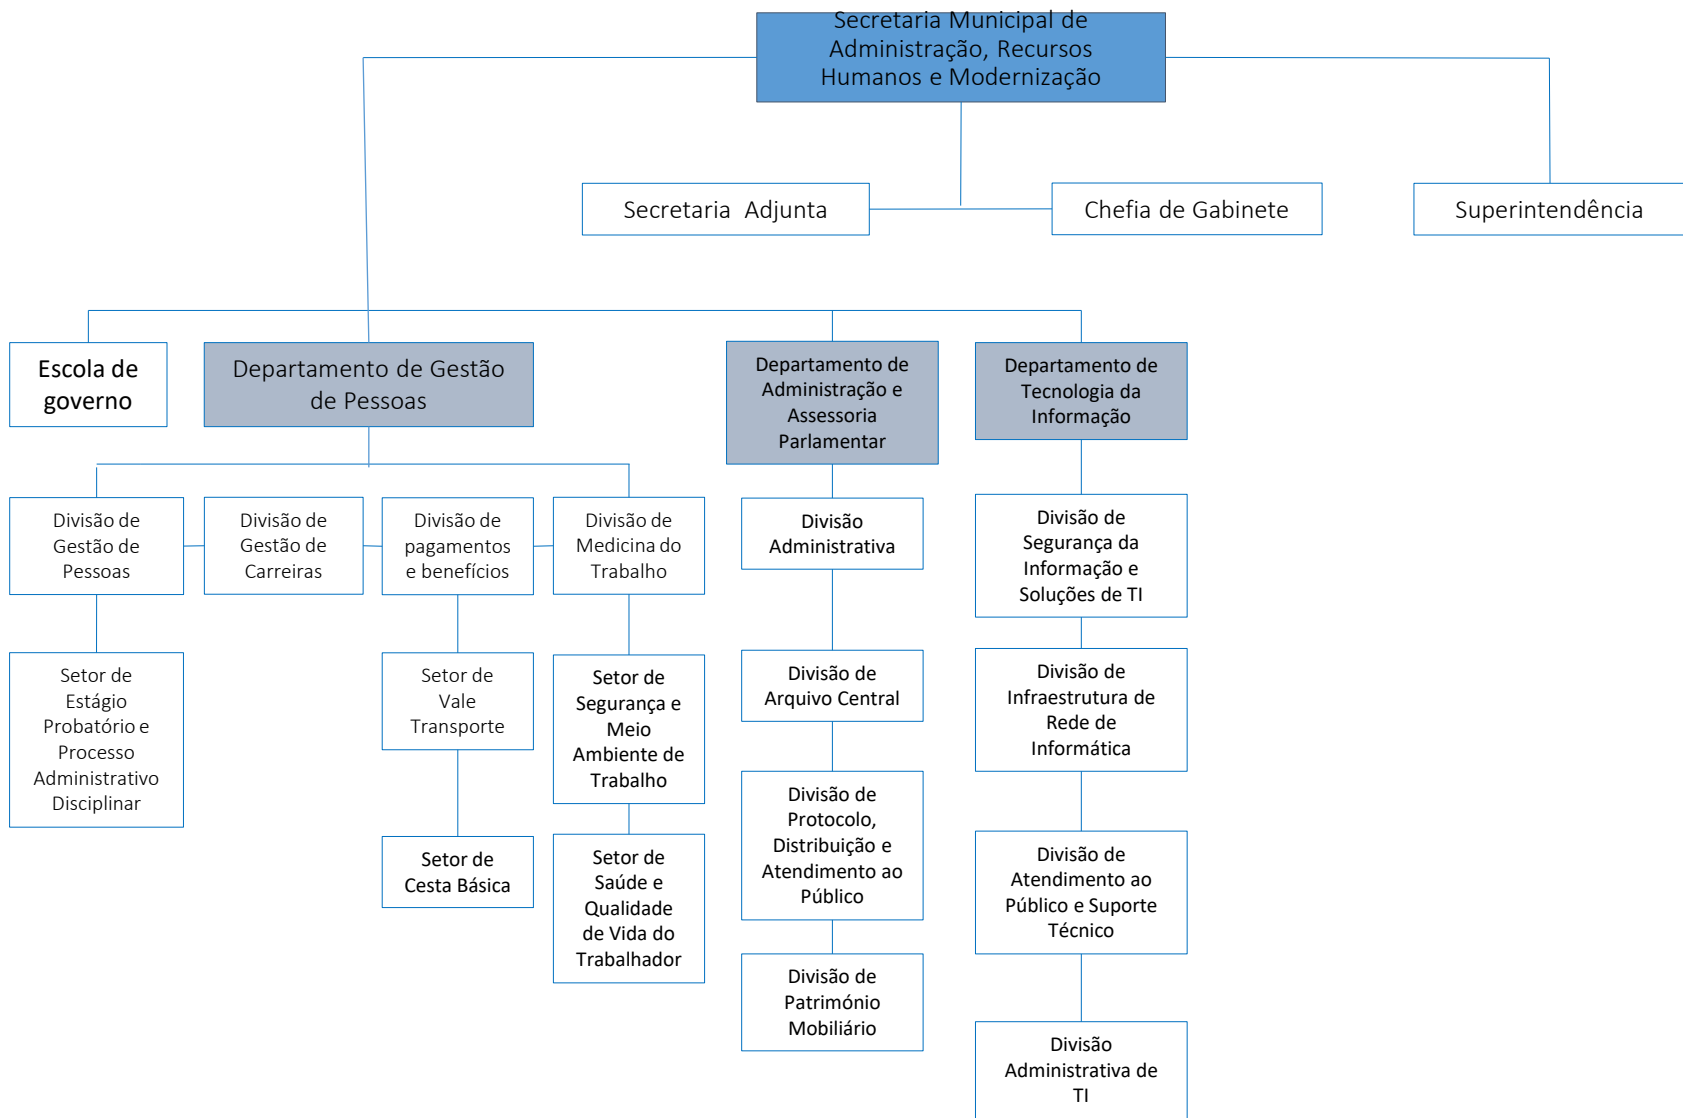 Secretaria Municipal de
Administração, Recursos
Humanos e Modernização
Secretaria Adjunta
Chefia de Gabinete
Superintendência
Escola de
governo
Departamento de Gestão
de Pessoas
Departamento de
Administração e
Assessoria
Parlamentar
Departamento de
Tecnologia da
Informação
Divisão de
Gestão de
Pessoas
Divisão de
Gestão de
Carreiras
Divisão de
pagamentos
e benefícios
Divisão de
Medicina do
Trabalho
Divisão
Administrativa
Divisão de
Segurança da
Informação e
Soluções de TI
Setor de
Estágio
Probatório e
Processo
Administrativo
Disciplinar
Setor de
Vale
Transporte
Setor de
Segurança e
Meio
Ambiente de
Trabalho
Divisão de
Arquivo Central
Divisão de
Infraestrutura de
Rede de
Informática
Setor de
Cesta Básica
Setor de
Saúde e
Qualidade
de Vida do
Trabalhador
Divisão de
Protocolo,
Distribuição e
Atendimento ao
Público
Divisão de
Atendimento ao
Público e Suporte
Técnico
Divisão de
Património
Mobiliário
Divisão
Administrativa de
TI